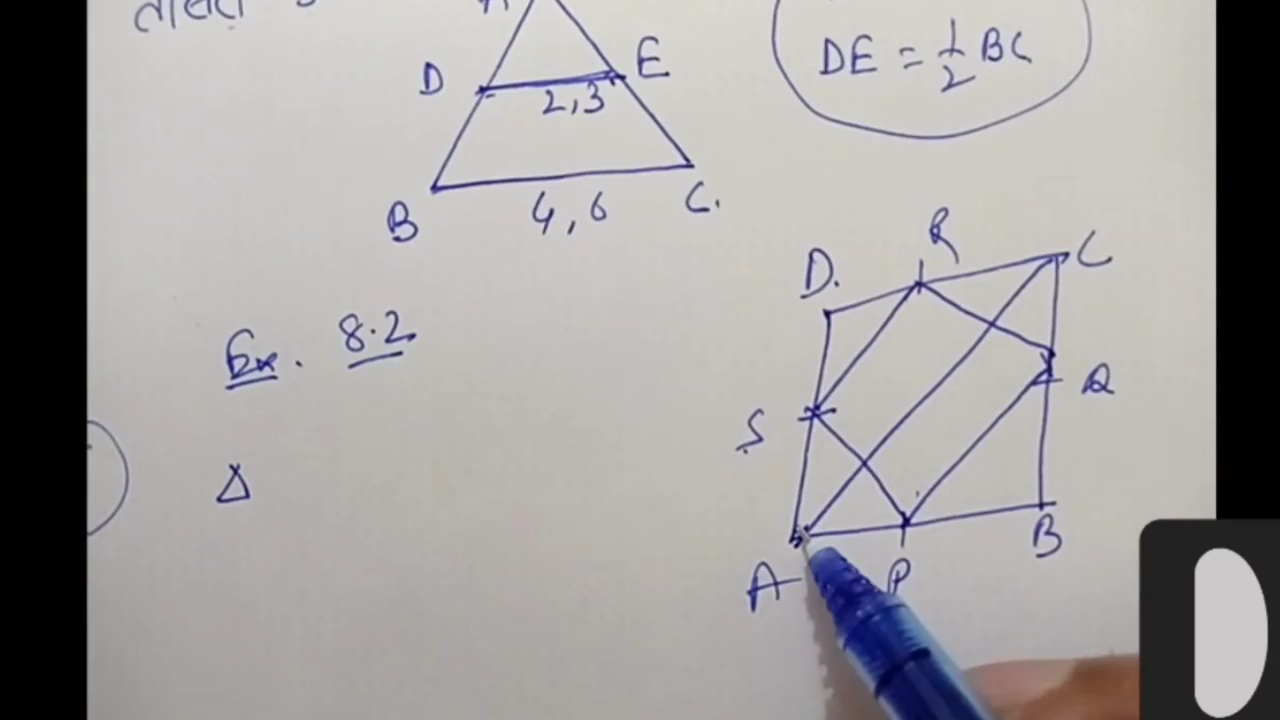 A
D E
2,3
B C.
4, 6
DE = 1/2 BC
Ex. 8.2
Δ
D. R C
S Q
A P B